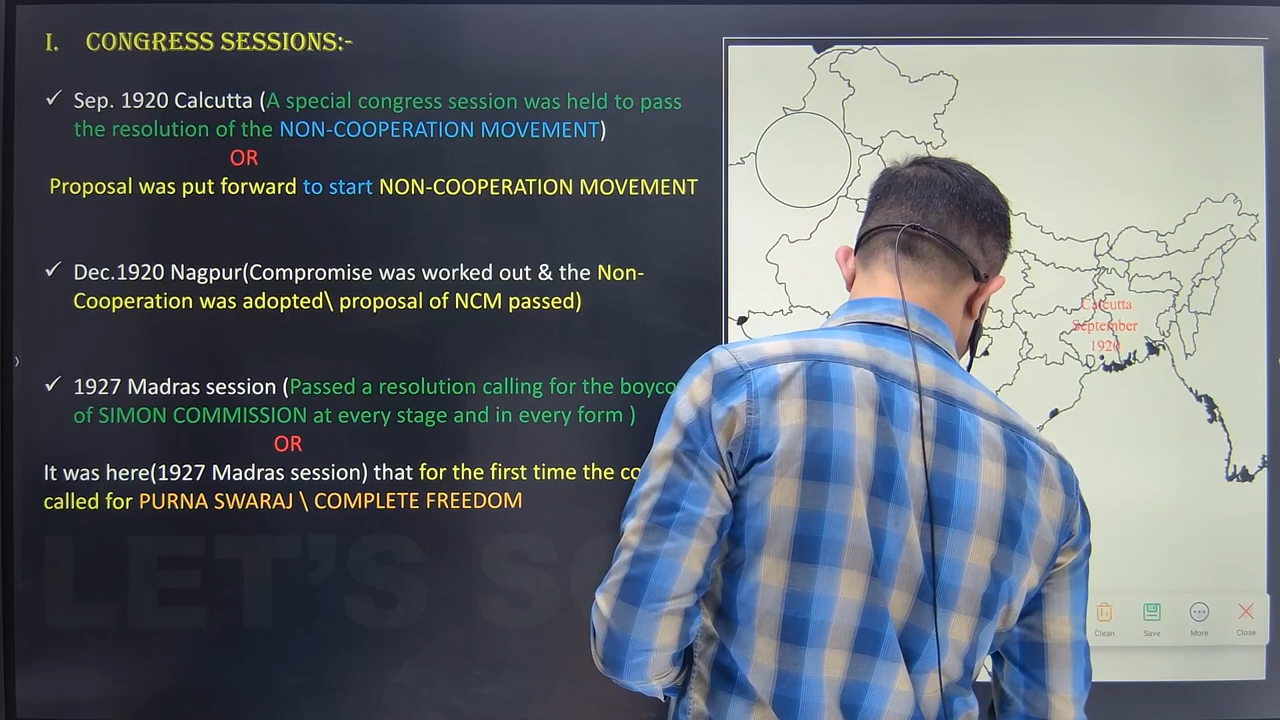 I. CONGRESS SESSIONS:-
✓ Sep. 1920 Calcutta (A special congress session was held to pass
the resolution of the NON-COOPERATION MOVEMENT)
OR
Proposal was put forward to start NON-COOPERATION MOVEMENT
✓ Dec.1920 Nagpur(Compromise was worked out & the Non-
Cooperation was adopted\ proposal of NCM passed)
✓ 1927 Madras session (Passed a resolution calling for the
of SIMON COMMISSION at every stage and in every form )
OR
It was here(1927 Madras session) that for the first time the
called for PURNA SWARAJ \ COMPLETE FREEDOM
LET'S
Calcutta
September
1920
Clean
Save
More
Close